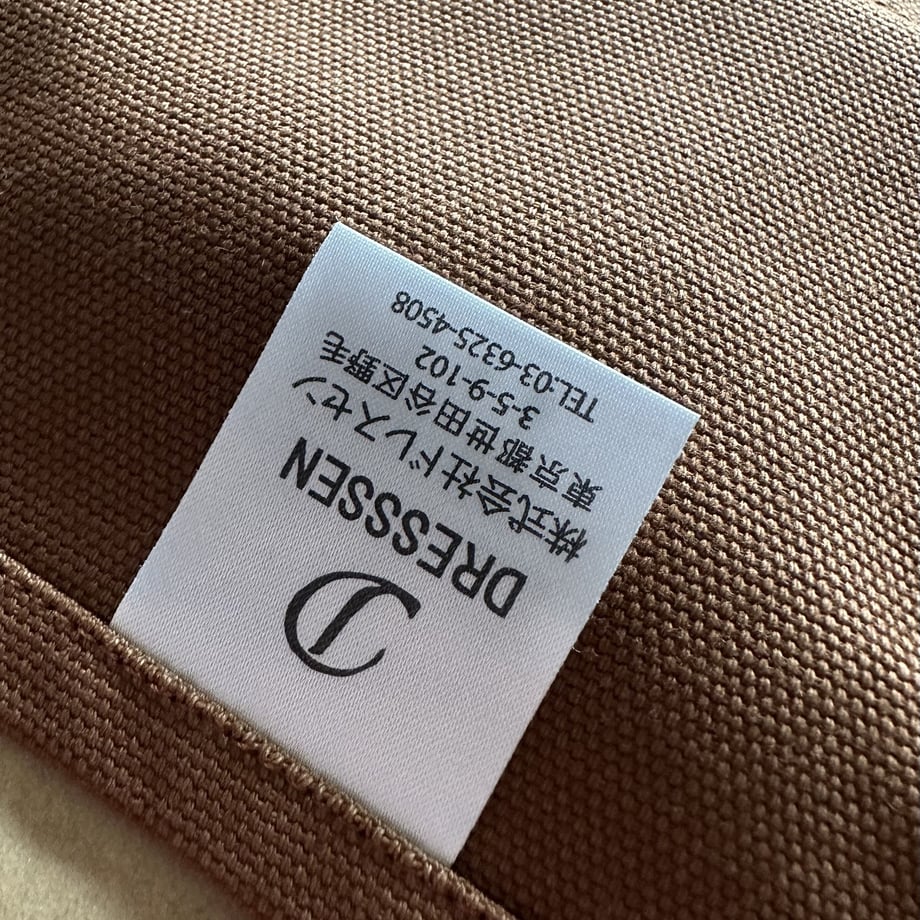 D
DRESSSEN
株式会社ドレスセン
東京都世田谷区野毛
3-5-9-102
TEL:03-6325-4508